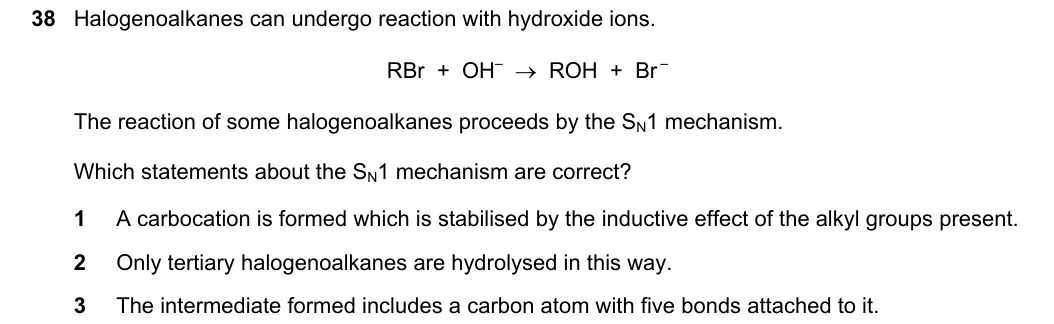 38 Halogenoalkanes can undergo reaction with hydroxide ions.
RBr + OH⁻ → ROH + Br⁻
The reaction of some halogenoalkanes proceeds by the Sₙ1 mechanism.
Which statements about the Sₙ1 mechanism are correct?
1 A carbocation is formed which is stabilised by the inductive effect of the alkyl groups present.
2 Only tertiary halogenoalkanes are hydrolysed in this way.
3 The intermediate formed includes a carbon atom with five bonds attached to it.